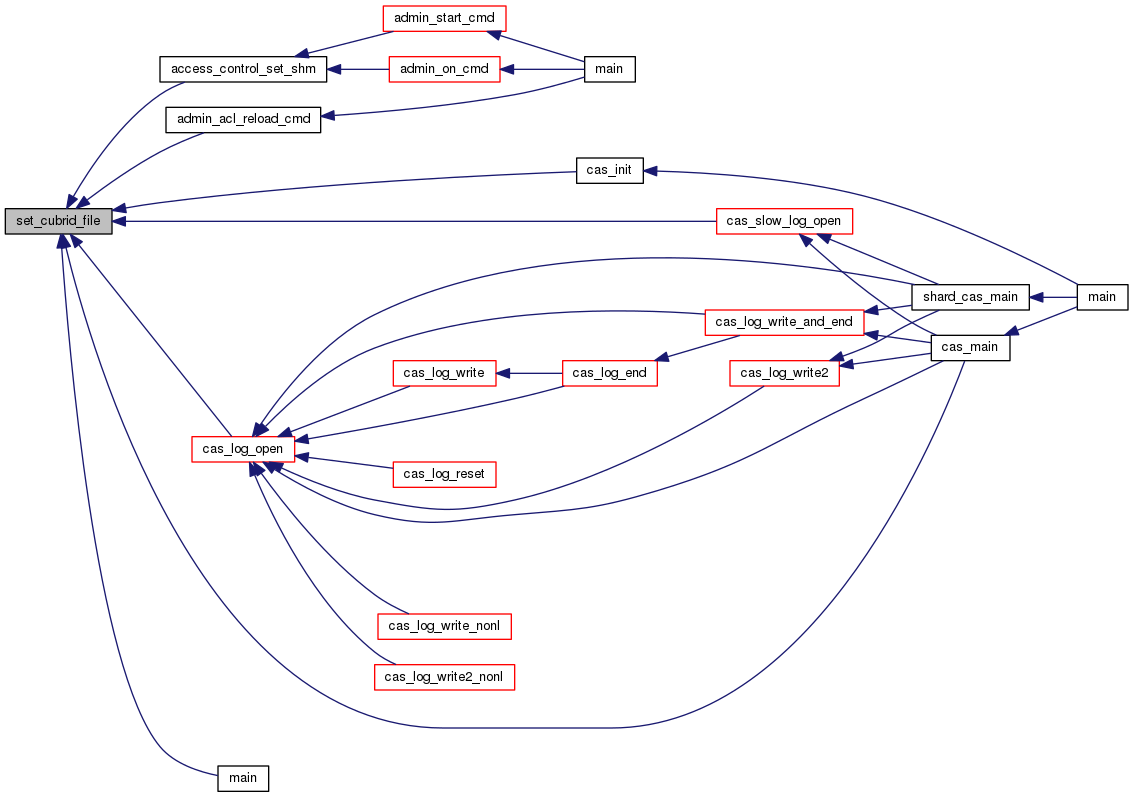 admin_start_cmd
access_control_set_shm
admin_on_cmd
main
admin_acl_reload_cmd
cas_init
set_cubrid_file
cas_slow_log_open
shard_cas_main
main
cas_log_write_and_end
cas_main
cas_log_write
cas_log_end
cas_log_write2
cas_log_open
cas_log_reset
cas_log_write_nonl
cas_log_write2_nonl
main